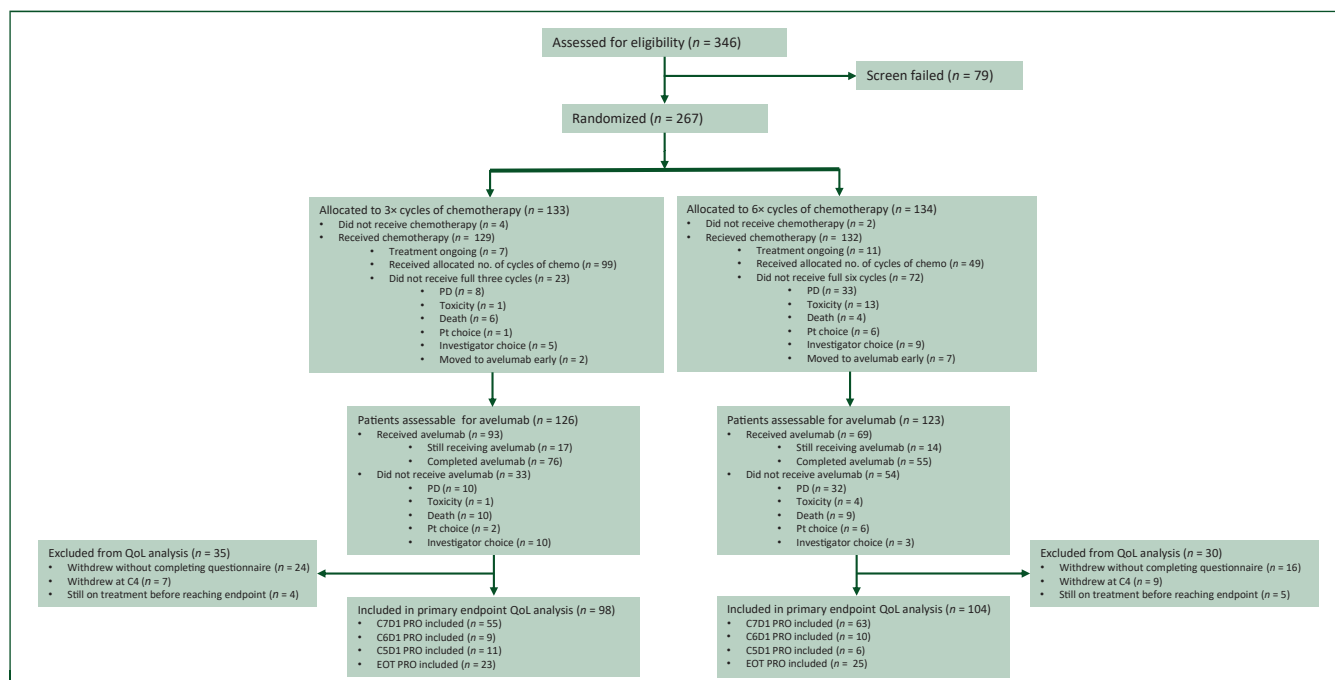 Assessed for eligibility (n = 346)
Screen failed (n = 79)
Randomized (n = 267)
Allocated to 3× cycles of chemotherapy (n = 133)
• Did not receive chemotherapy (n = 4)
• Received chemotherapy (n = 129)
• Treatment ongoing (n = 7)
• Received allocated no. of cycles of chemo (n = 99)
• Did not receive full three cycles (n = 23)
• PD (n = 8)
• Toxicity (n = 1)
• Death (n = 6)
• Pt choice (n = 1)
• Investigator choice (n = 5)
• Moved to avelumab early (n = 2)
Allocated to 6× cycles of chemotherapy (n = 134)
• Did not receive chemotherapy (n = 2)
• Recieved chemotherapy (n = 132)
• Treatment ongoing (n = 11)
• Received allocated no. of cycles of chemo (n = 49)
• Did not receive full six cycles (n = 72)
• PD (n = 33)
• Toxicity (n = 13)
• Death (n = 4)
• Pt choice (n = 6)
• Investigator choice (n = 9)
• Moved to avelumab early (n = 7)
Patients assessable for avelumab (n = 126)
• Received avelumab (n = 93)
• Still receiving avelumab (n = 17)
• Completed avelumab (n = 76)
• Did not receive avelumab (n = 33)
• PD (n = 10)
• Toxicity (n = 1)
• Death (n = 10)
• Pt choice (n = 2)
• Investigator choice (n = 10)
Patients assessable for avelumab (n = 123)
• Received avelumab (n = 69)
• Still receiving avelumab (n = 14)
• Completed avelumab (n = 55)
• Did not receive avelumab (n = 54)
• PD (n = 32)
• Toxicity (n = 4)
• Death (n = 9)
• Pt choice (n = 6)
• Investigator choice (n = 3)
Excluded from QoL analysis (n = 35)
• Withdrew without completing questionnaire (n = 24)
• Withdrew at C4 (n = 7)
• Still on treatment before reaching endpoint (n = 4)
Excluded from QoL analysis (n = 30)
• Withdrew without completing questionnaire (n = 16)
• Withdrew at C4 (n = 9)
• Still on treatment before reaching endpoint (n = 5)
Included in primary endpoint QoL analysis (n = 98)
• C7D1 PRO included (n = 55)
• C6D1 PRO included (n = 9)
• C5D1 PRO included (n = 11)
• EOT PRO included (n = 23)
Included in primary endpoint QoL analysis (n = 104)
• C7D1 PRO included (n = 63)
• C6D1 PRO included (n = 10)
• C5D1 PRO included (n = 6)
• EOT PRO included (n = 25)